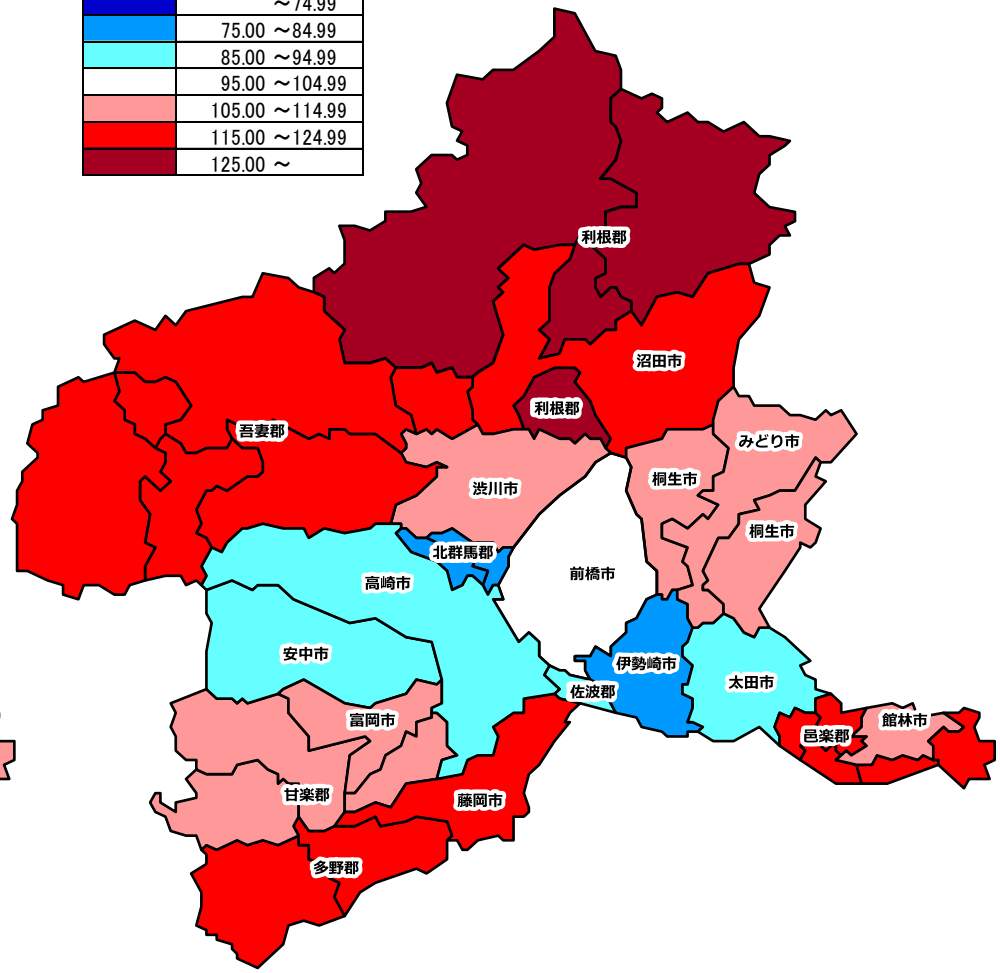 ～74.99
75.00 ～84.99
85.00 ～94.99
95.00 ～104.99
105.00 ～114.99
115.00 ～124.99
125.00 ～
利根郡
沼田市
利根郡
吾妻郡
みどり市
桐生市
渋川市
桐生市
北群馬郡
前橋市
高崎市
安中市
伊勢崎市
太田市
佐波郡
富岡市
館林市
邑楽郡
甘楽郡
藤岡市
多野郡